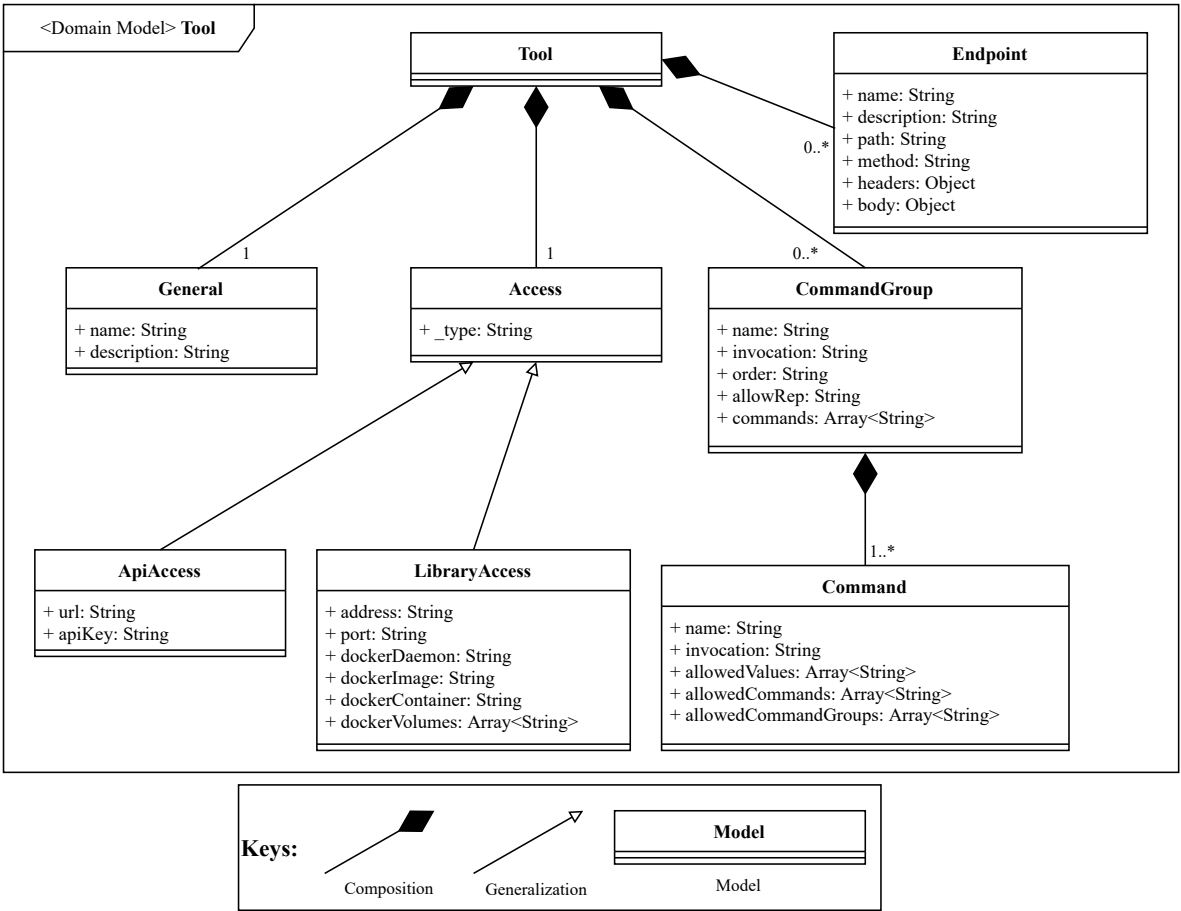 <Domain Model> Tool
Tool
Endpoint
+ name: String
+ description: String
+ path: String
+ method: String
+ headers: Object
+ body: Object
0..*
1
1
0..*
General
+ name: String
+ description: String
Access
+ _type: String
CommandGroup
+ name: String
+ invocation: String
+ order: String
+ allowRep: String
+ commands: Array<String>
1..*
ApiAccess
+ url: String
+ apiKey: String
LibraryAccess
+ address: String
+ port: String
+ dockerDaemon: String
+ dockerImage: String
+ dockerContainer: String
+ dockerVolumes: Array<String>
Command
+ name: String
+ invocation: String
+ allowedValues: Array<String>
+ allowedCommands: Array<String>
+ allowedCommandGroups: Array<String>
Keys:
Composition
Generalization
Model
Model